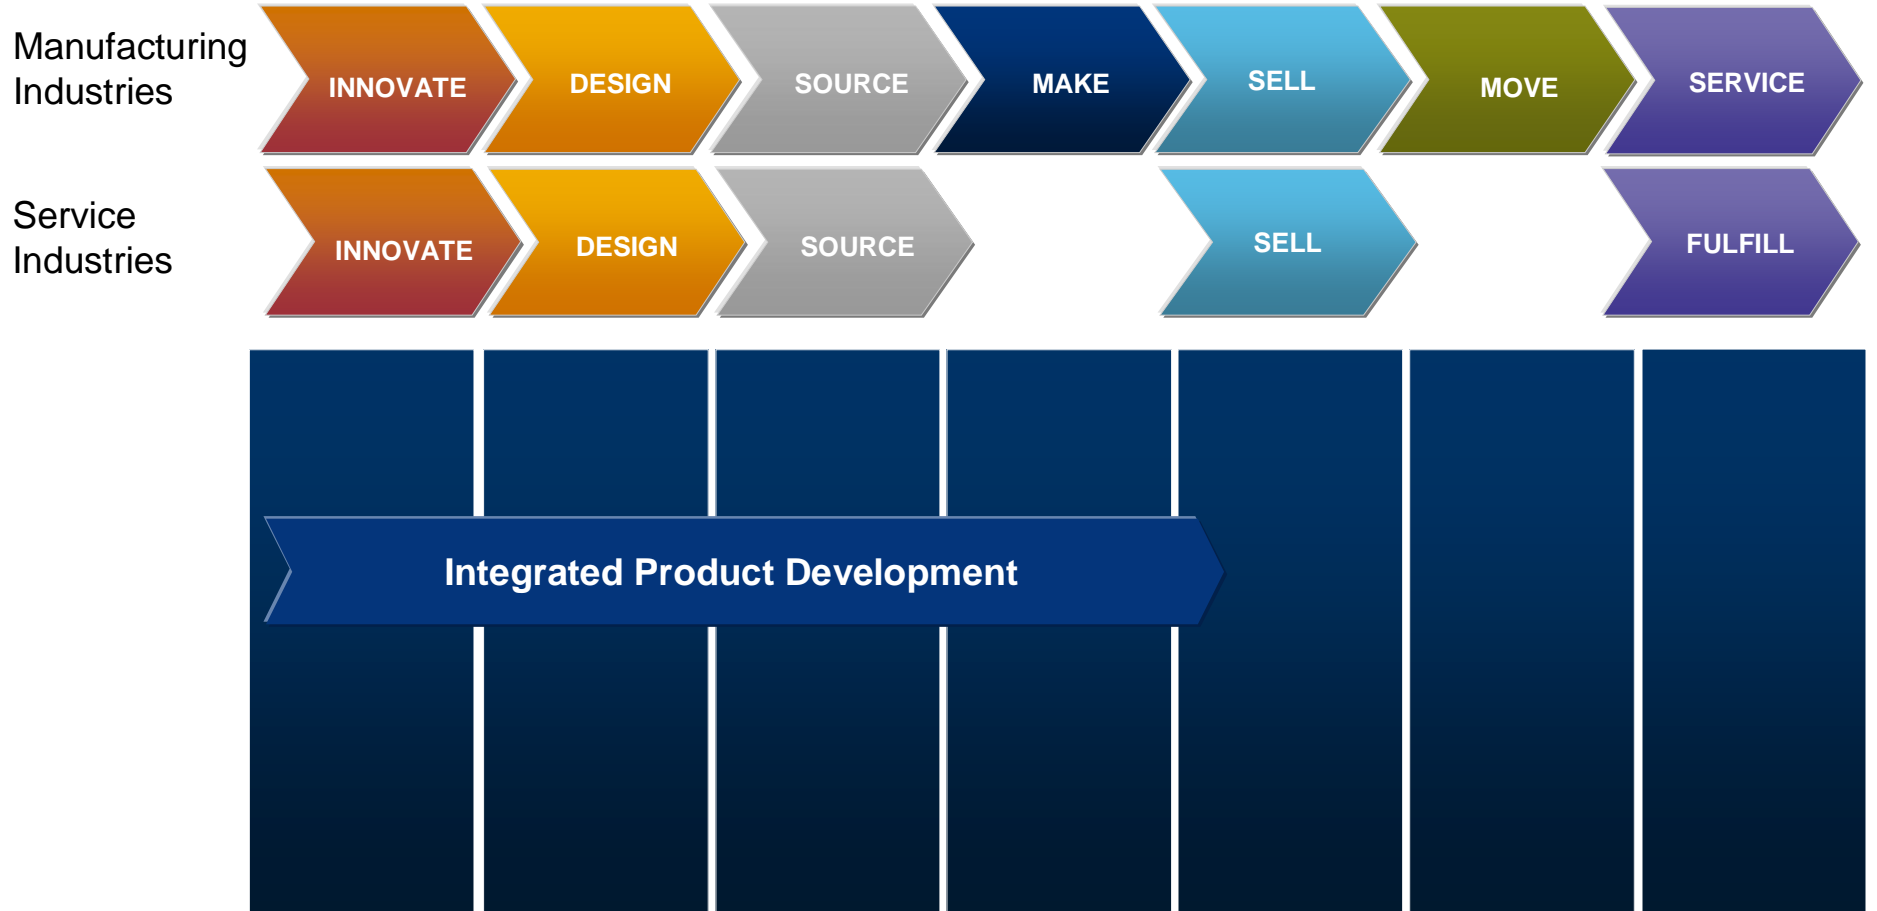 Manufacturing
Industries
INNOVATE
DESIGN
SOURCE
MAKE
SELL
MOVE
SERVICE
Service
Industries
INNOVATE
DESIGN
SOURCE
SELL
FULFILL
Integrated Product Development